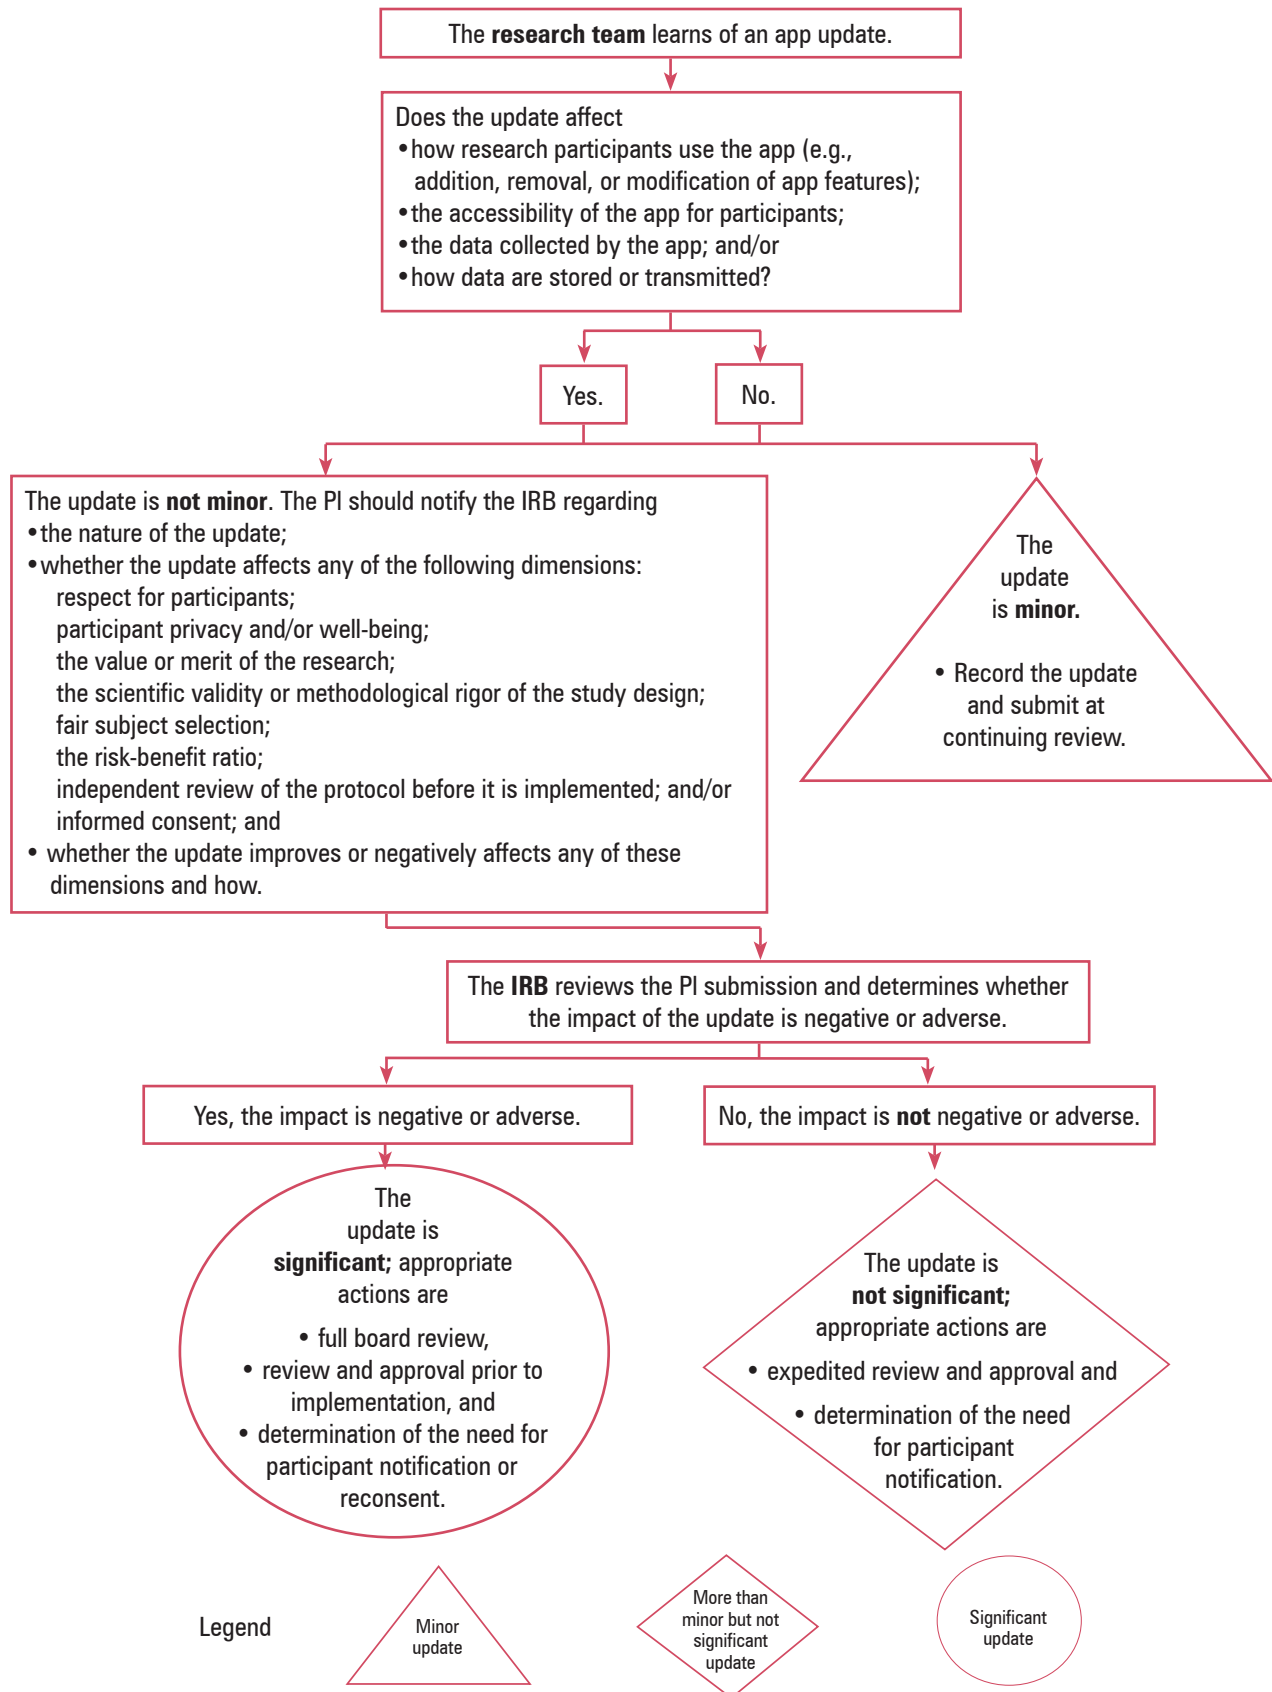 The research team learns of an app update.
Does the update affect
•how research participants use the app (e.g.,
addition, removal, or modification of app features);
•the accessibility of the app for participants;
•the data collected by the app; and/or
•how data are stored or transmitted?
Yes.
No.
The update is not minor. The PI should notify the IRB regarding
•the nature of the update;
•whether the update affects any of the following dimensions:
respect for participants;
participant privacy and/or well-being;
the value or merit of the research;
the scientific validity or methodological rigor of the study design;
fair subject selection;
the risk-benefit ratio;
independent review of the protocol before it is implemented; and/or
informed consent; and
• whether the update improves or negatively affects any of these
dimensions and how.
The
update
is minor.
• Record the update
and submit at
continuing review.
The IRB reviews the PI submission and determines whether
the impact of the update is negative or adverse.
Yes, the impact is negative or adverse.
No, the impact is not negative or adverse.
The
update is
significant; appropriate
actions are
• full board review,
• review and approval prior to
implementation, and
• determination of the need for
participant notification or
reconsent.
The update is
not significant;
appropriate actions are
• expedited review and approval and
• determination of the need
for participant
notification.
Legend
Minor
update
More than
minor but not
significant
update
Significant
update